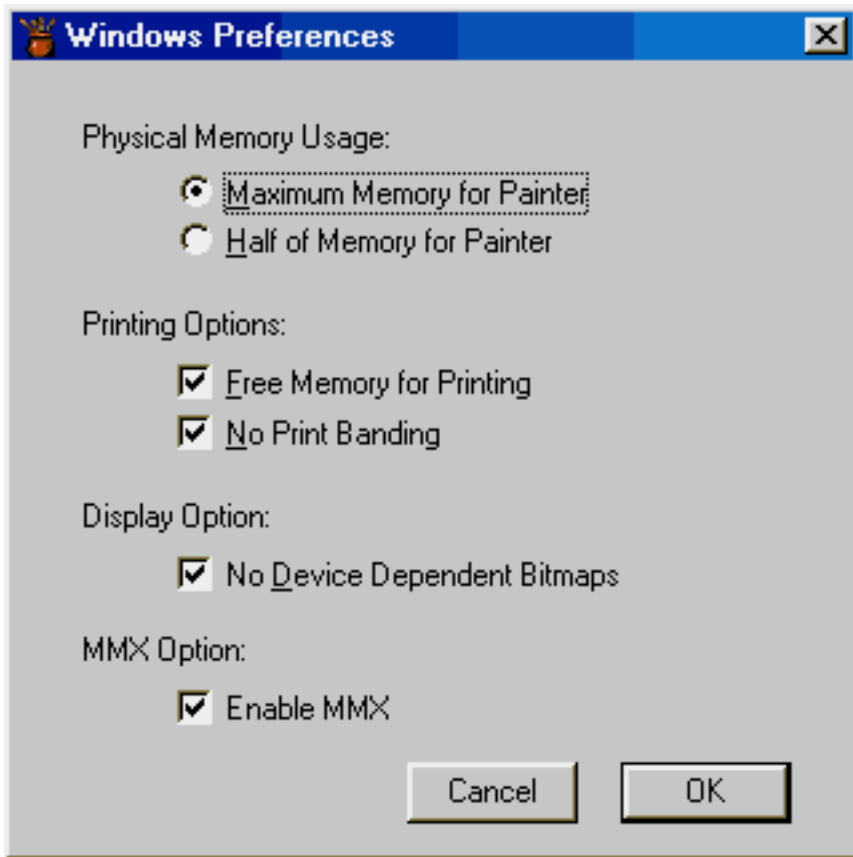 Windows Preferences
Physical Memory Usage:
Maximum Memory for Painter
Half of Memory for Painter
Printing Options:
Free Memory for Printing
No Print Banding
Display Option:
No Device Dependent Bitmaps
MMX Option:
Enable MMX
Cancel OK